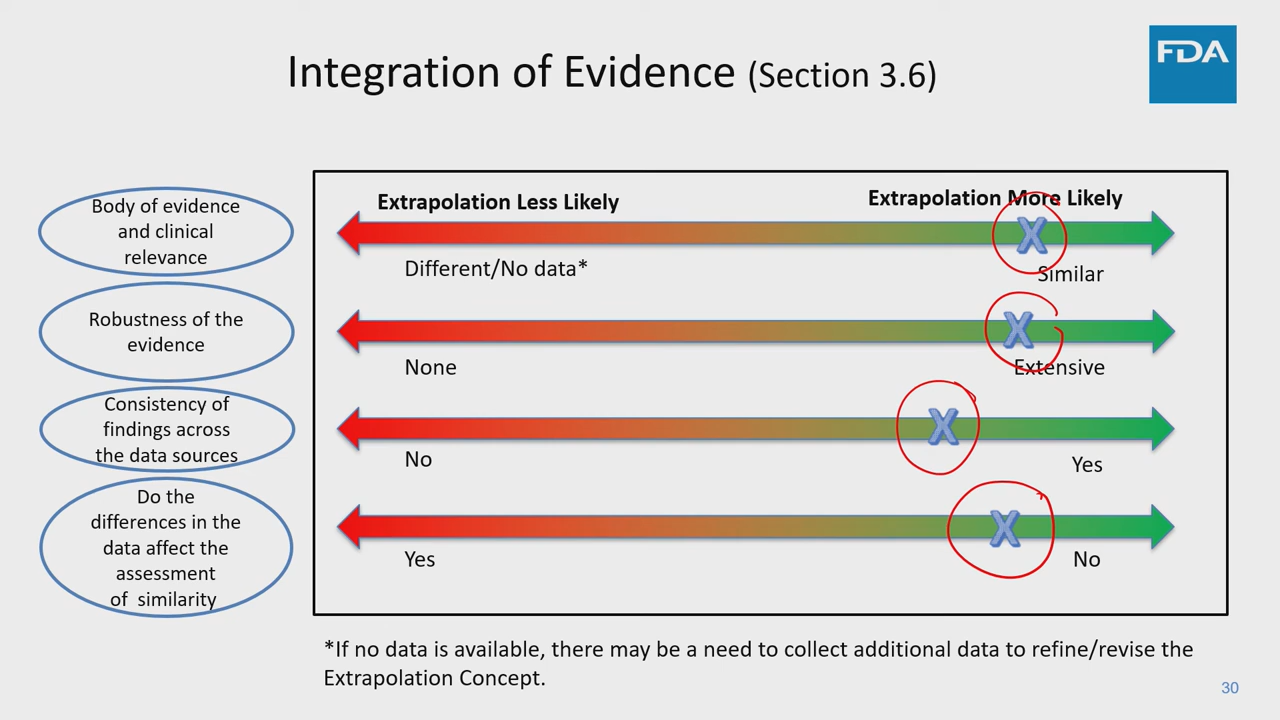 Integration of Evidence (Section 3.6)
FDA
Body of evidence
and clinical
relevance
Extrapolation Less Likely
Extrapolation More Likely
X
Different/No data*
Similar
Robustness of the
evidence
X
None
Extensive
Consistency of
findings across
the data sources
X
No
Yes
Do the
differences in the
data affect the
assessment
of similarity
X
Yes
No
*If no data is available, there may be a need to collect additional data to refine/revise the
Extrapolation Concept.
30